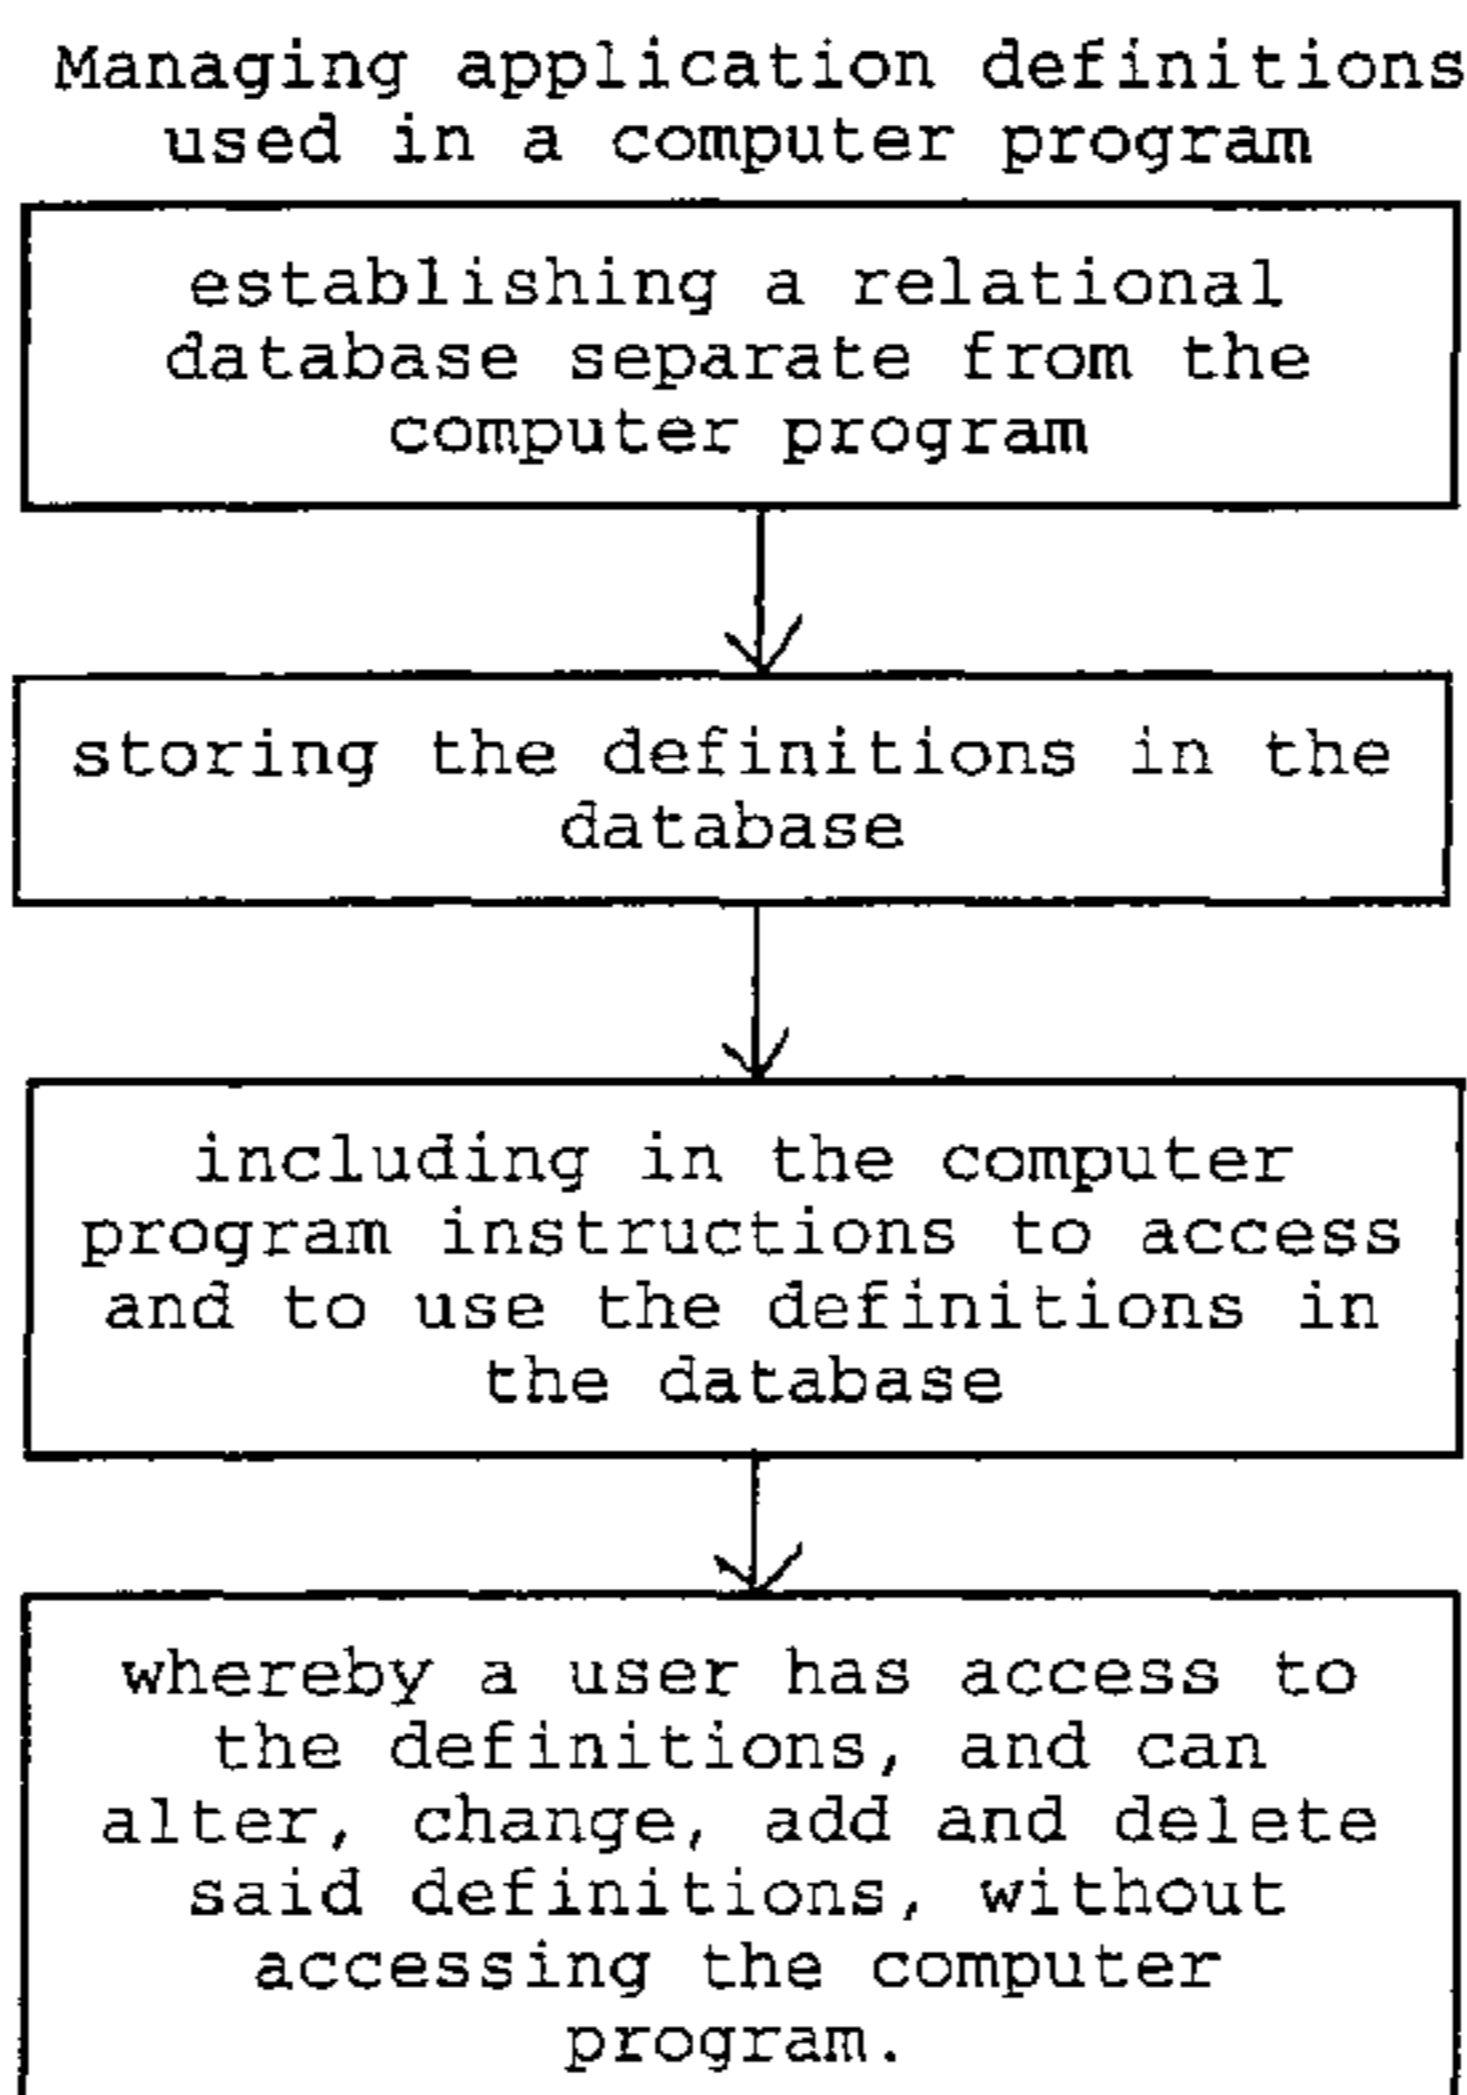 Managing application definitions
used in a computer program
establishing a relational
database separate from the
computer program
storing the definitions in the
database
including in the computer
program instructions to access
and to use the definitions in
the database
whereby a user has access to
the definitions, and can
alter, change, add and delete
said definitions, without
accessing the computer
program.